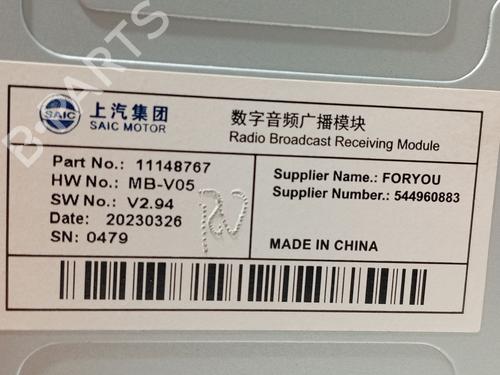 B-PARTS
SAIC
上汽集团
SAIC MOTOR
数字音频广播模块
Radio Broadcast Receiving Module
Part No.: 11148767
HW No.: MB-V05
SW No.: V2.94
Date: 20230326
SN: 0479
Supplier Name: FORYOU
Supplier Number.: 544960883
MADE IN CHINA